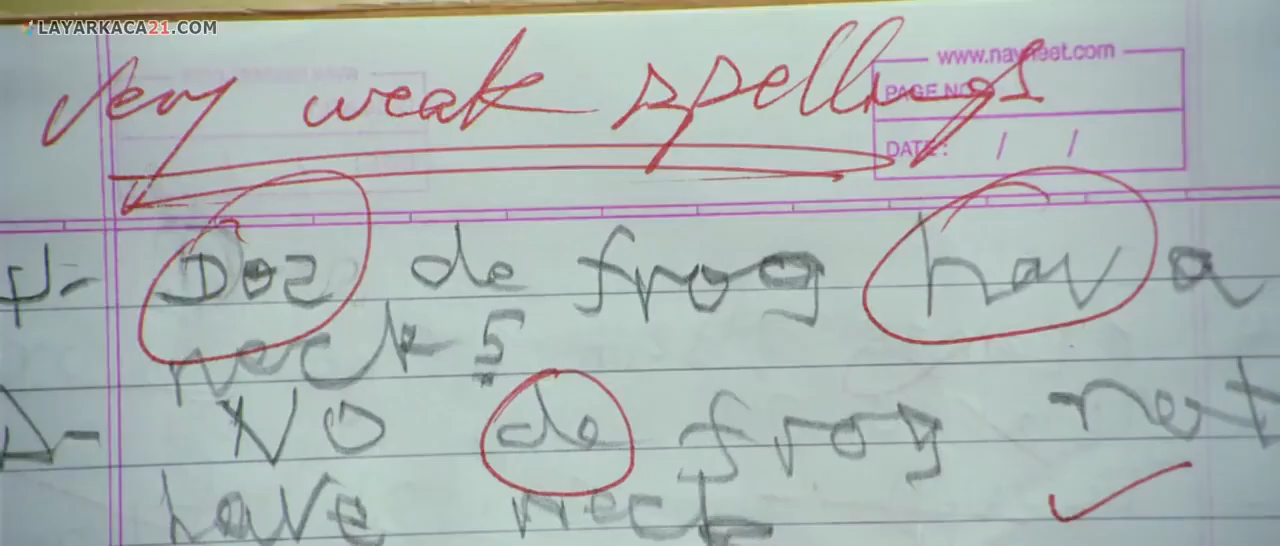 LAYARKACA21.COM
www.navneet.com
Very weak spellings
PAGE NO.
DATE: / /
Doz de frog hav a
neck
A- NO de frog not
have neck